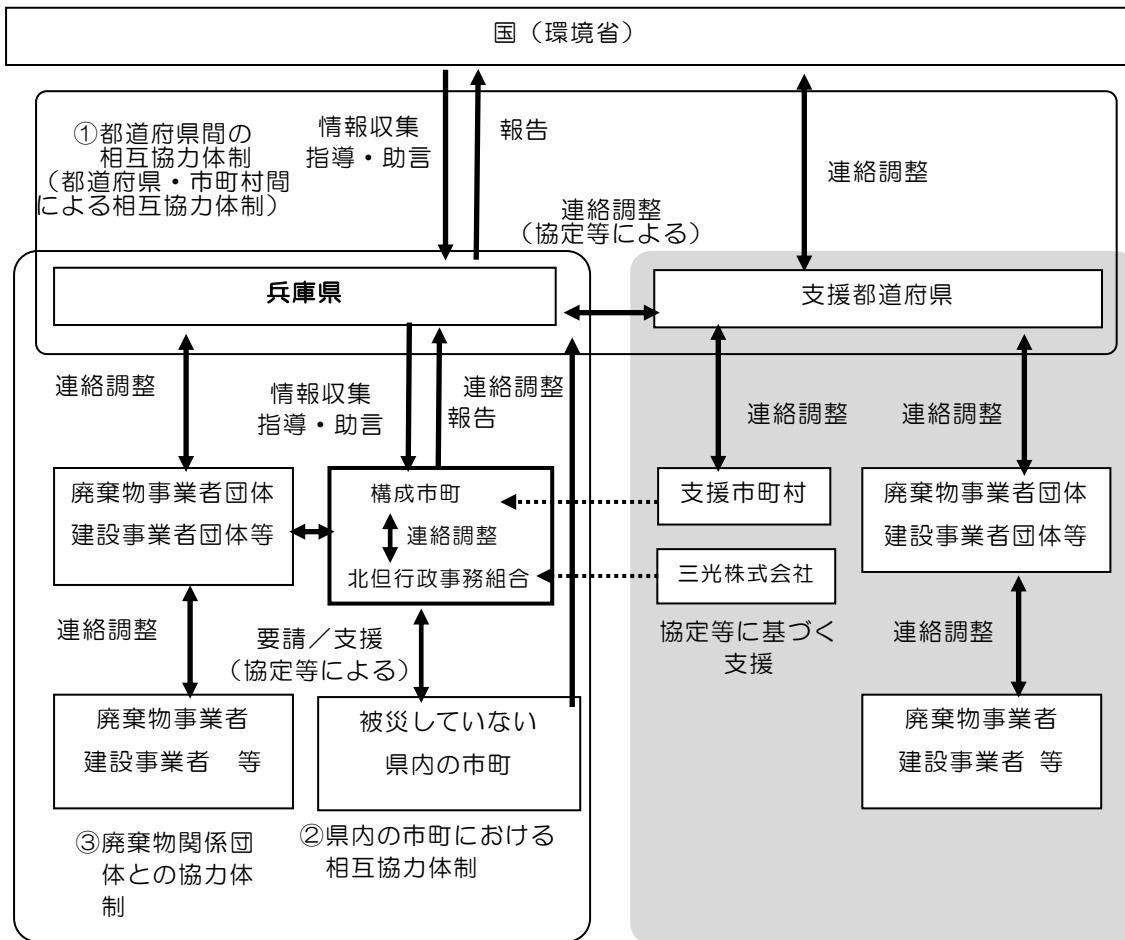 国（環境省）
①都道府県間の
相互協力体制
（都道府県・市町村間
による相互協力体制）
情報収集
指導・助言
報告
連絡調整
連絡調整
（協定等による）
兵庫県
支援都道府県
連絡調整
情報収集
指導・助言
報告
連絡調整
連絡調整
連絡調整
廃棄物事業者団体
建設事業者団体等
構成市町
連絡調整
北但行政事務組合
支援市町村
三光株式会社
協定等に基づく
支援
廃棄物事業者団体
建設事業者団体等
連絡調整
要請／支援
（協定等による）
連絡調整
廃棄物事業者
建設事業者　等
被災していない
県内の市町
廃棄物事業者
建設事業者 等
③廃棄物関係団
体との協力体
制
②県内の市町における
相互協力体制